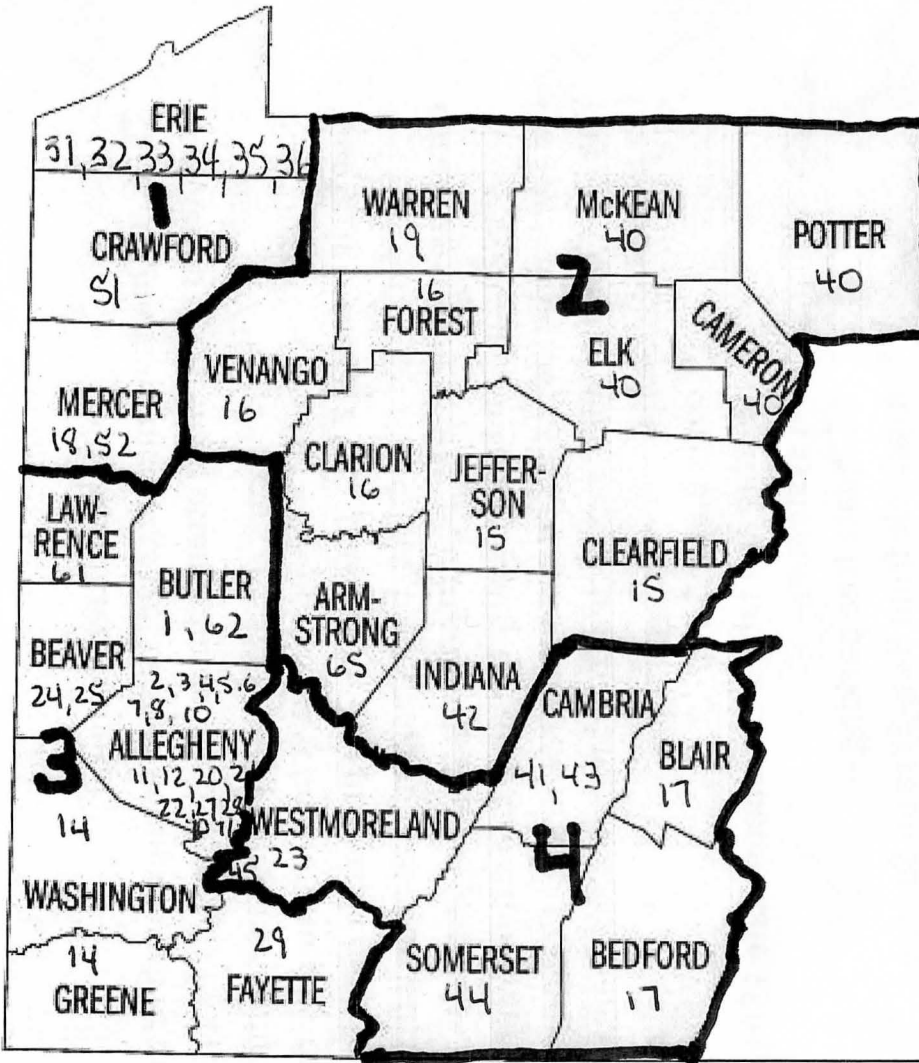 ERIE
31, 32 33 34 35 36
1
CRAWFORD
51
WARREN
19
McKEAN
40
POTTER
40
2
16
FOREST
VENANGO
16
ELK
40
CAMERON
40
MERCER
18, 52
CLARION
16
JEFFER-
SON
15
LAW-
RENCE
61
BUTLER
1, 62
CLEARFIELD
15
ARM-
STRONG
65
BEAVER
24, 25
INDIANA
42
2, 3, 4, 5, 6
7, 8, 10
ALLEGHENY
11, 12, 20, 21
22, 27, 28
3
CAMBRIA
41, 43
BLAIR
17
14
WASHINGTON
WESTMORELAND
23
45
4
14
GREENE
29
FAYETTE
SOMERSET
44
BEDFORD
17